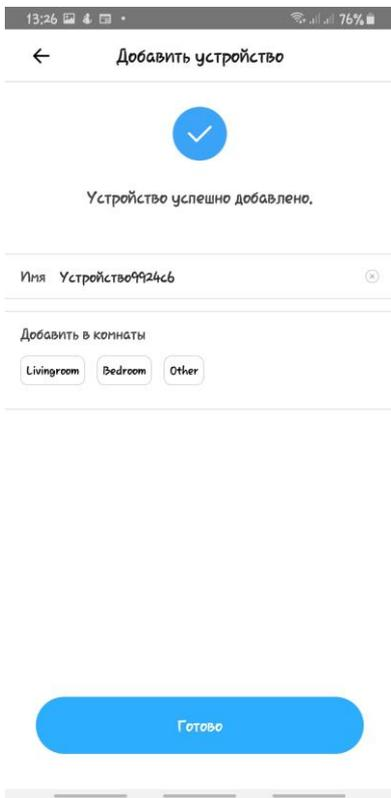 13:26 76%
Добавить устройство
Устройство успешно добавлено.
Имя Устройство9924c6
Добавить в комнаты
Livingroom Bedroom Other
Готово